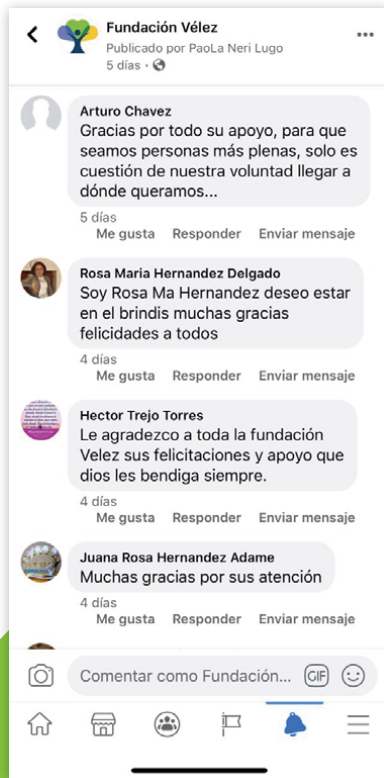 Fundación Vélez
Publicado por PaoLa Neri Lugo
5 días ·
Arturo Chavez
Gracias por todo su apoyo, para que
seamos personas más plenas, solo es
cuestión de nuestra voluntad llegar a
dónde queramos...
5 días
Me gusta Responder Enviar mensaje
Rosa Maria Hernandez Delgado
Soy Rosa Ma Hernandez deseo estar
en el brindis muchas gracias
felicidades a todos
4 días
Me gusta Responder Enviar mensaje
Hector Trejo Torres
Le agradezco a toda la fundación
Velez sus felicitaciones y apoyo que
dios les bendiga siempre.
4 días
Me gusta Responder Enviar mensaje
Juana Rosa Hernandez Adame
Muchas gracias por sus atención
4 días
Me gusta Responder Enviar mensaje
Comentar como Fundación... GIF